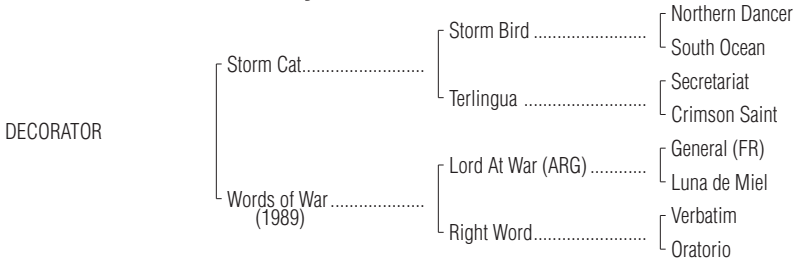 Northern Dancer
Storm Bird ........................
South Ocean
Storm Cat..........................
Secretariat
Terlingua ..........................
Crimson Saint
DECORATOR
General (FR)
Lord At War (ARG) ............
Luna de Miel
Words of War....................
(1989)
Verbatim
Right Word........................
Oratorio